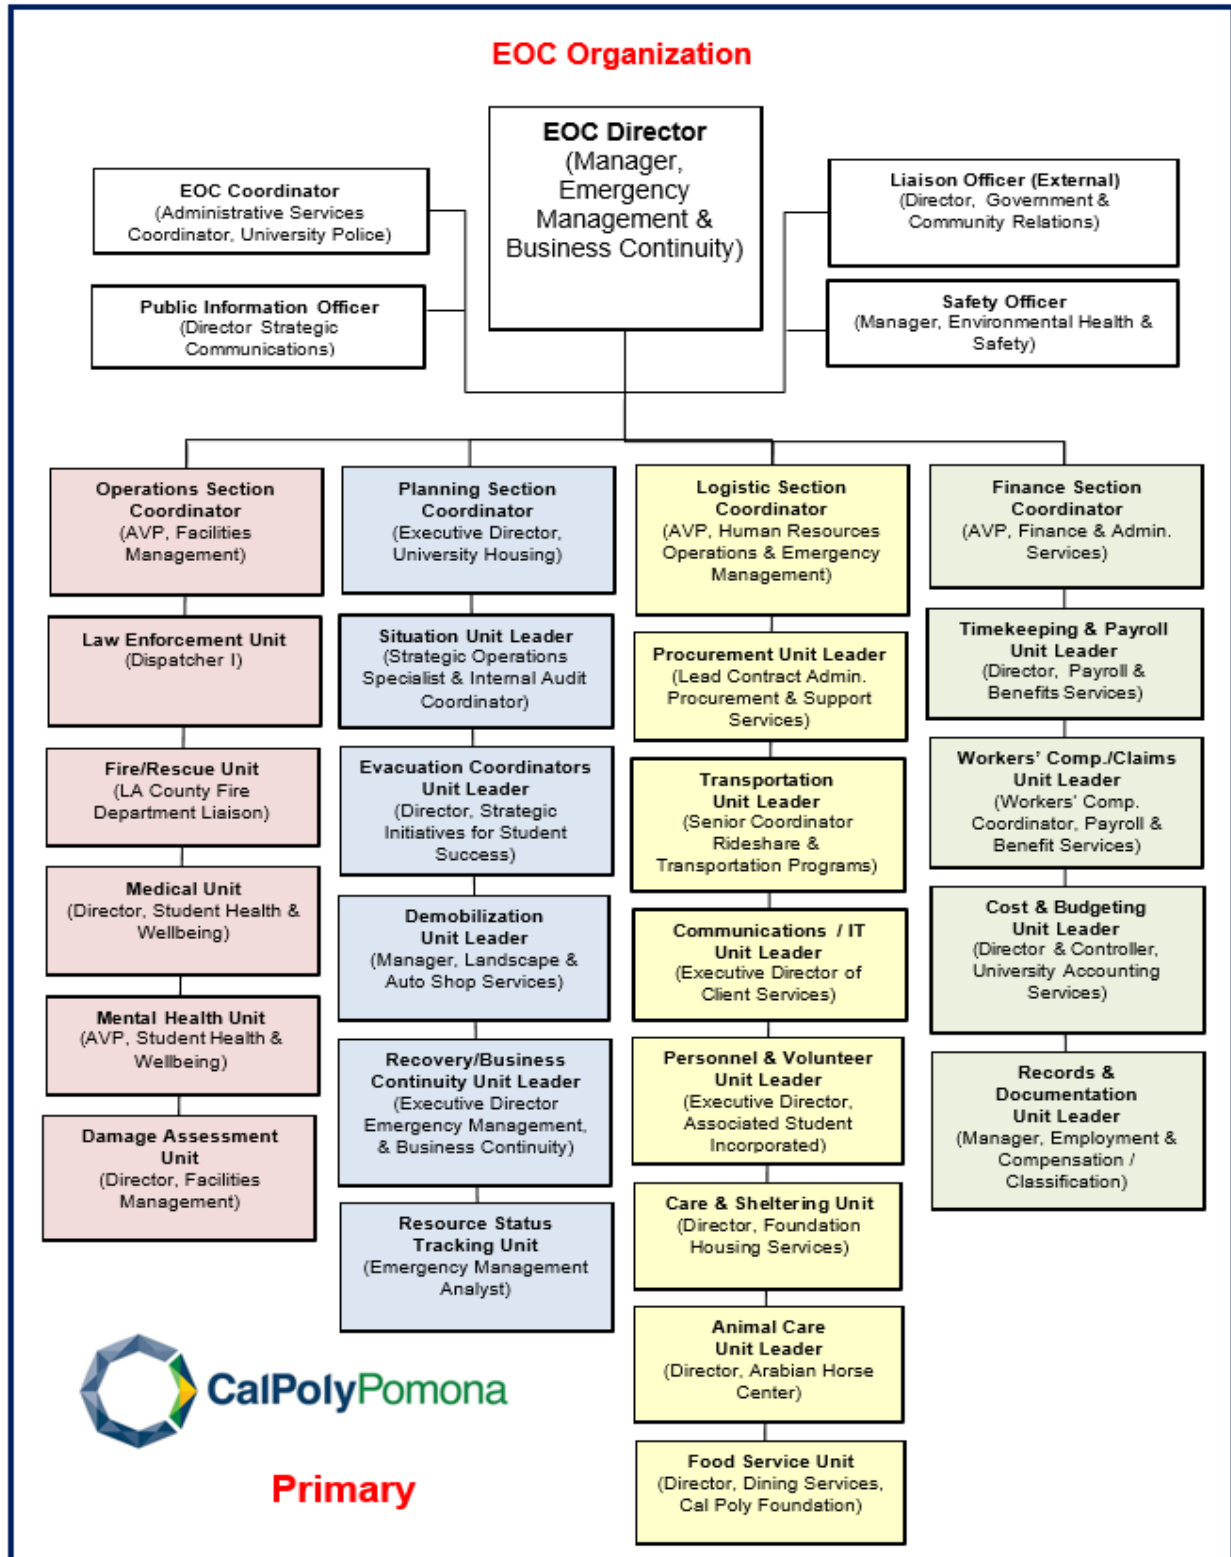 EOC Organization
EOC Director
(Manager,
Emergency
Management &
Business Continuity)
EOC Coordinator
(Administrative Services
Coordinator, University Police)
Public Information Officer
(Director Strategic
Communications)
Liaison Officer (External)
(Director, Government &
Community Relations)
Safety Officer
(Manager, Environmental Health &
Safety)
Operations Section
Coordinator
(AVP, Facilities
Management)
Law Enforcement Unit
(Dispatcher I)
Fire/Rescue Unit
(LA County Fire
Department Liaison)
Medical Unit
(Director, Student Health &
Wellbeing)
Mental Health Unit
(AVP, Student Health &
Wellbeing)
Damage Assessment
Unit
(Director, Facilities
Management)
Planning Section
Coordinator
(Executive Director,
University Housing)
Situation Unit Leader
(Strategic Operations
Specialist & Internal Audit
Coordinator)
Evacuation Coordinators
Unit Leader
(Director, Strategic
Initiatives for Student
Success)
Demobilization
Unit Leader
(Manager, Landscape &
Auto Shop Services)
Recovery/Business
Continuity Unit Leader
(Executive Director
Emergency Management,
& Business Continuity)
Resource Status
Tracking Unit
(Emergency Management
Analyst)
Logistic Section
Coordinator
(AVP, Human Resources
Operations & Emergency
Management)
Procurement Unit Leader
(Lead Contract Admin.
Procurement & Support
Services)
Transportation
Unit Leader
(Senior Coordinator
Rideshare &
Transportation Programs)
Communications / IT
Unit Leader
(Executive Director of
Client Services)
Personnel & Volunteer
Unit Leader
(Executive Director,
Associated Student
Incorporated)
Care & Sheltering Unit
(Director, Foundation
Housing Services)
Animal Care
Unit Leader
(Director, Arabian Horse
Center)
Food Service Unit
(Director, Dining Services,
Cal Poly Foundation)
Finance Section
Coordinator
(AVP, Finance & Admin.
Services)
Timekeeping & Payroll
Unit Leader
(Director, Payroll &
Benefits Services)
Workers' Comp./Claims
Unit Leader
(Workers' Comp.
Coordinator, Payroll &
Benefit Services)
Cost & Budgeting
Unit Leader
(Director & Controller,
University Accounting
Services)
Records &
Documentation
Unit Leader
(Manager, Employment &
Compensation /
Classification)
CalPolyPomona
Primary